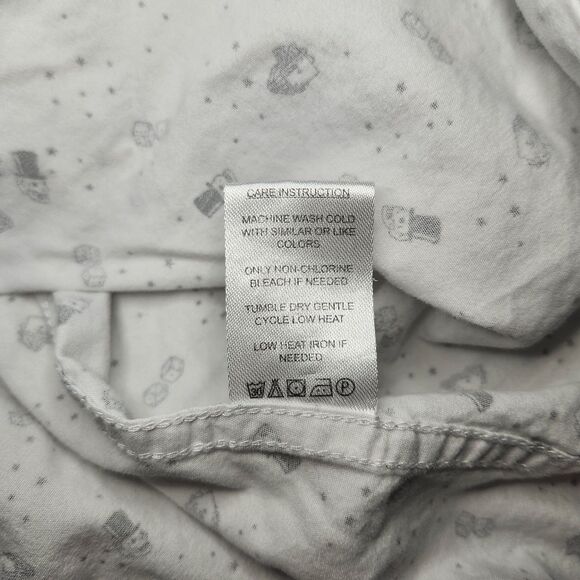 CARE INSTRUCTION
MACHINE WASH COLD
WITH SIMILAR OR LIKE
COLORS
ONLY NON-CHLORINE
BLEACH IF NEEDED
TUMBLE DRY GENTLE
CYCLE LOW HEAT
LOW HEAT IRON IF
NEEDED
30 P